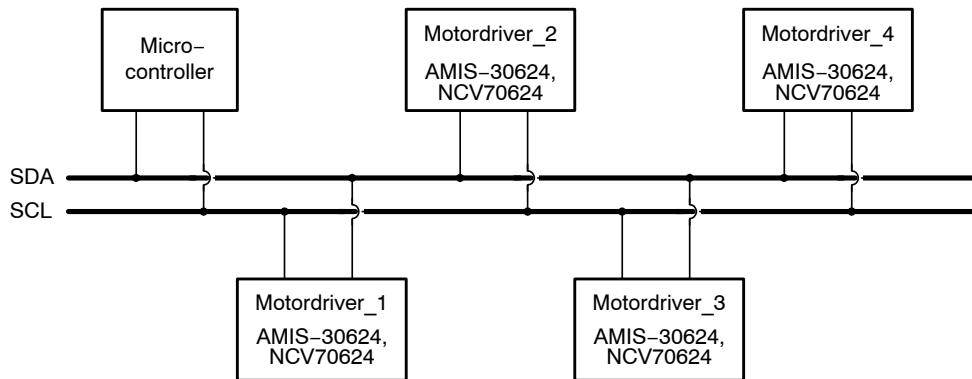 Micro−
controller
Motordriver_2
AMIS−30624,
NCV70624
Motordriver_4
AMIS−30624,
NCV70624
SDA
SCL
Motordriver_1
AMIS−30624,
NCV70624
Motordriver_3
AMIS−30624,
NCV70624